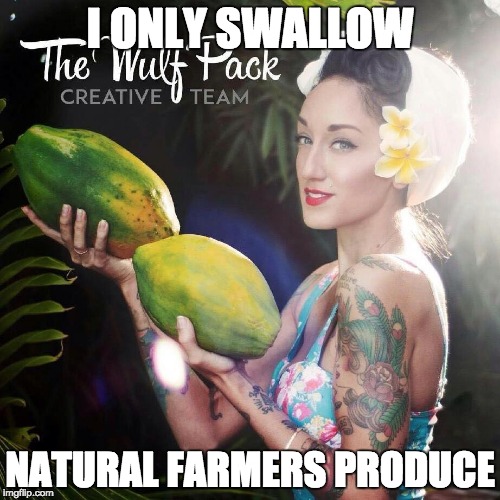 I ONLY SWALLOW
The Wulf Pack
CREATIVE TEAM
NATURAL FARMERS PRODUCE
imgflip.com